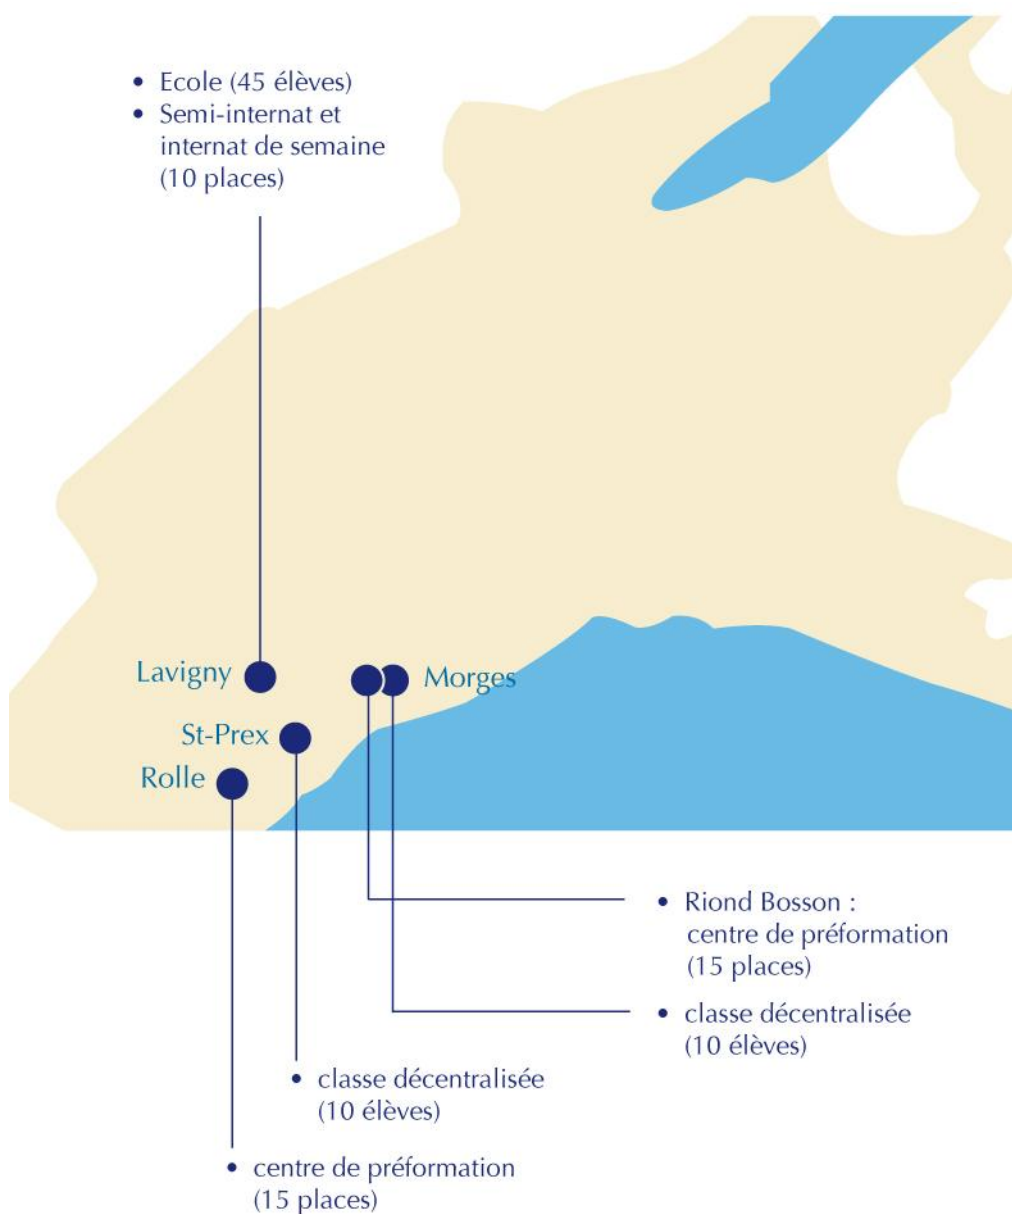 • Ecole (45 élèves)
• Semi-internat et
internat de semaine
(10 places)
Lavigny
Morges
St-Prex
Rolle
• Riond Bosson :
centre de préformation
(15 places)
• classe décentralisée
(10 élèves)
• classe décentralisée
(10 élèves)
• centre de préformation
(15 places)